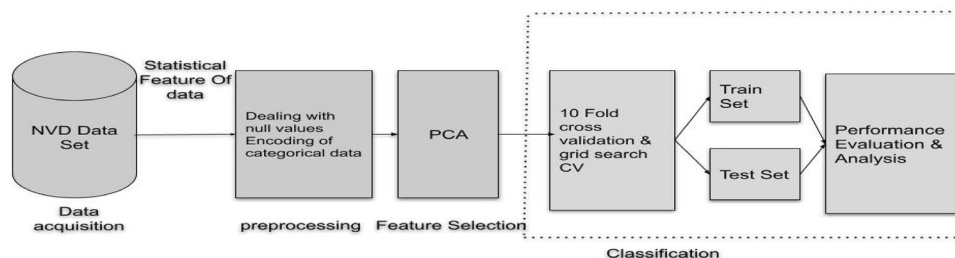 Statistical
Feature Of
data
NVD Data
Set
Data
acquisition
Dealing with
null values
Encoding of
categorical data
preprocessing
PCA
Feature Selection
10 Fold
cross
validation &
grid search
CV
Train
Set
Test Set
Performance
Evaluation &
Analysis
Classification